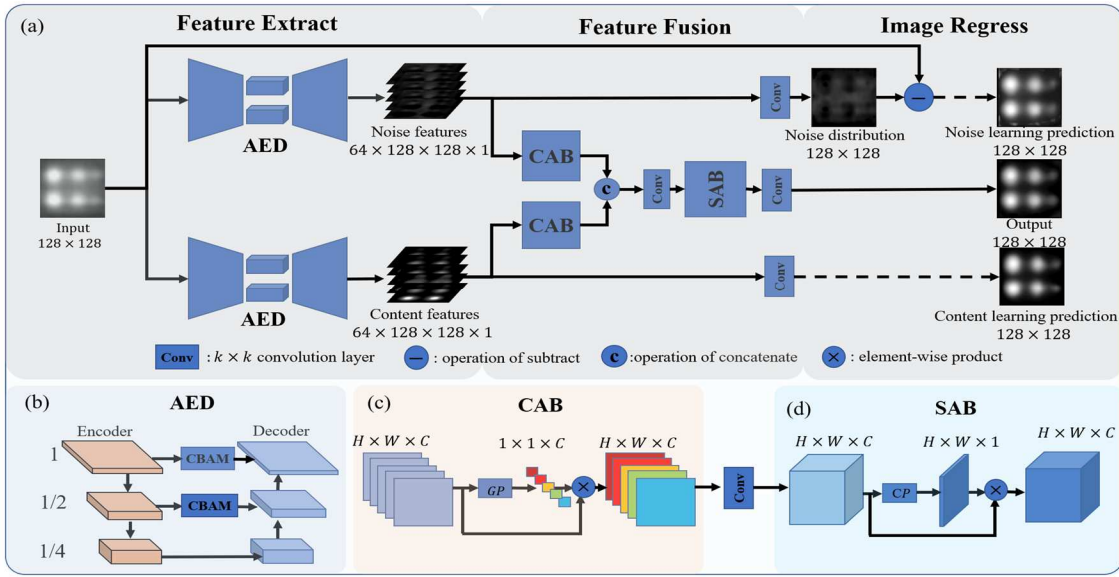 (a)
Feature Extract
Feature Fusion
Image Regress
AED
Noise features
64 × 128 × 128 × 1
Conv
Noise distribution
128 × 128
−
Noise learning prediction
128 × 128
Input
128 × 128
CAB
CAB
c
Conv
SAB
Conv
Output
128 × 128
AED
Content features
64 × 128 × 128 × 1
Conv
Content learning prediction
128 × 128
Conv : k × k convolution layer
− : operation of subtract
c :operation of concatenate
× : element-wise product
(b)
AED
Encoder
Decoder
1
CBAM
1/2
CBAM
1/4
(c)
CAB
H × W × C
1 × 1 × C
H × W × C
GP
×
Conv
(d)
SAB
H × W × C
H × W × 1
H × W × C
CP
×